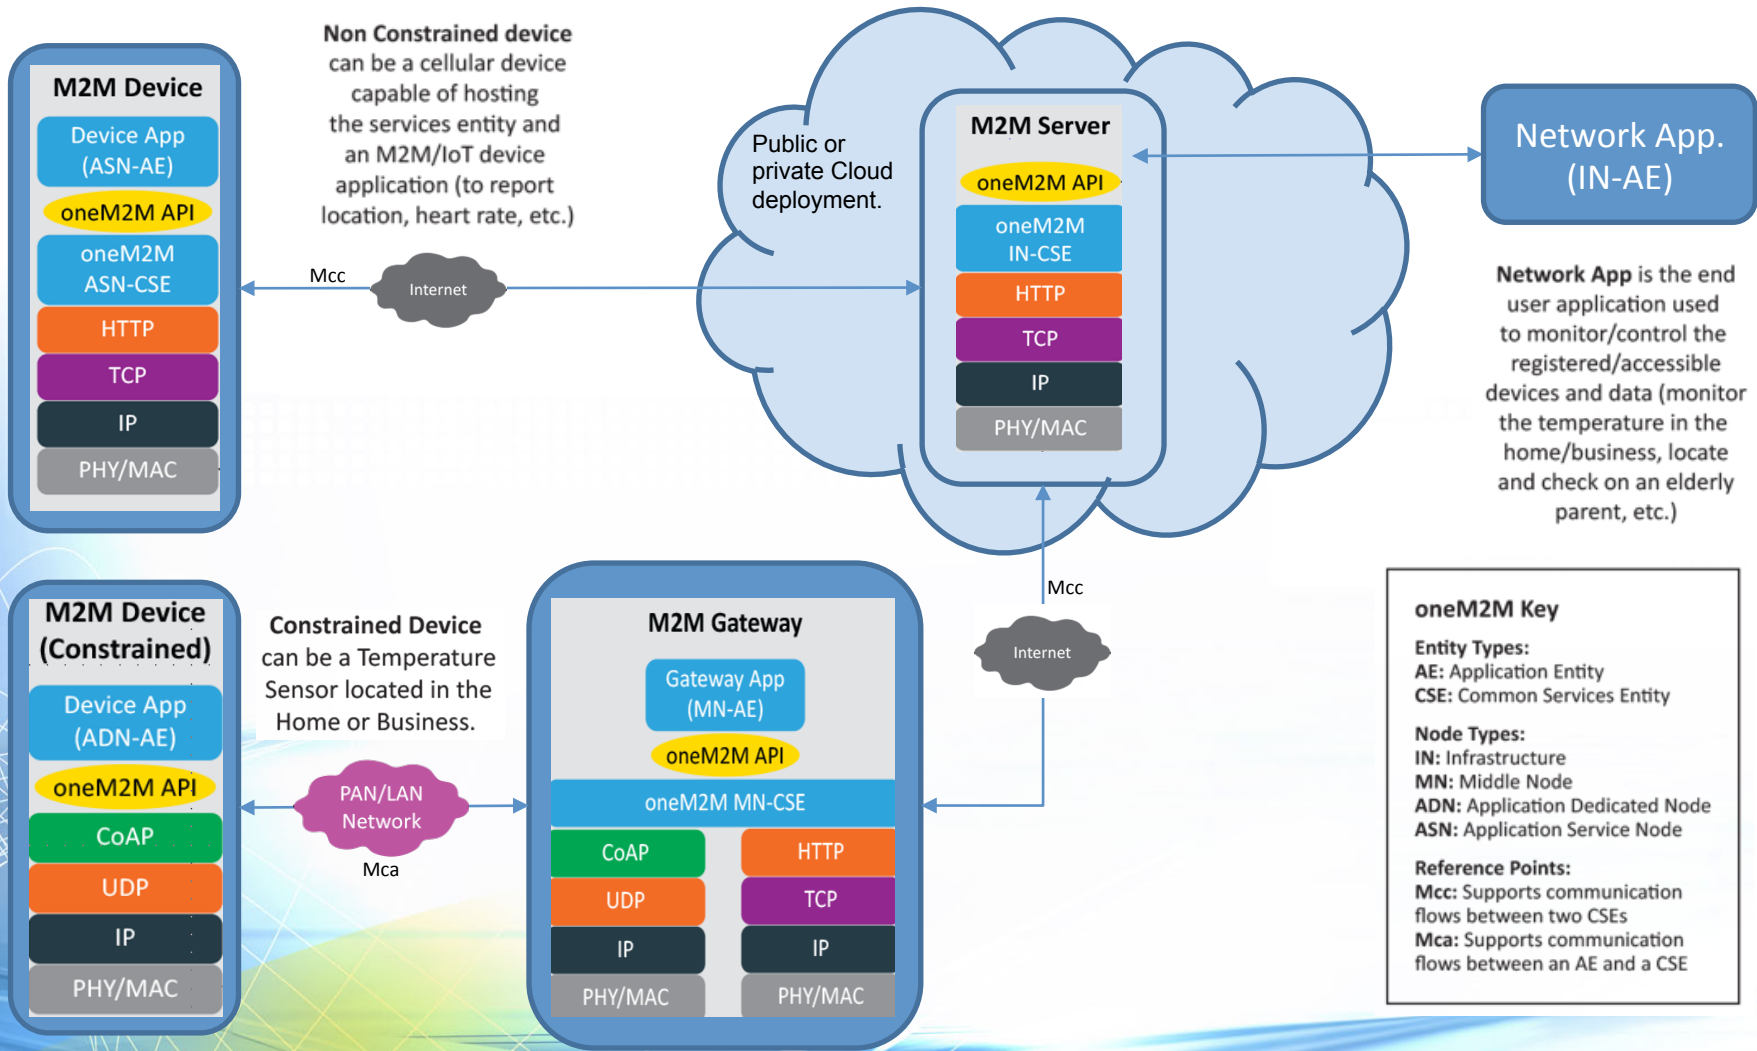 M2M Device
Device App
(ASN-AE)
oneM2M API
oneM2M
ASN-CSE
HTTP
TCP
IP
PHY/MAC
Non Constrained device
can be a cellular device
capable of hosting
the services entity and
an M2M/IoT device
application (to report
location, heart rate, etc.)
Mcc
Internet
Public or
private Cloud
deployment.
M2M Server
oneM2M API
oneM2M
IN-CSE
HTTP
TCP
IP
PHY/MAC
Network App.
(IN-AE)
Network App is the end
user application used
to monitor/control the
registered/accessible
devices and data (monitor
the temperature in the
home/business, locate
and check on an elderly
parent, etc.)
M2M Device
(Constrained)
Device App
(ADN-AE)
oneM2M API
CoAP
UDP
IP
PHY/MAC
Constrained Device
can be a Temperature
Sensor located in the
Home or Business.
PAN/LAN
Network
Mca
M2M Gateway
Gateway App
(MN-AE)
oneM2M API
oneM2M MN-CSE
CoAP
UDP
IP
PHY/MAC
HTTP
TCP
IP
PHY/MAC
Mcc
Internet
oneM2M Key
Entity Types:
AE: Application Entity
CSE: Common Services Entity
Node Types:
IN: Infrastructure
MN: Middle Node
ADN: Application Dedicated Node
ASN: Application Service Node
Reference Points:
Mcc: Supports communication
flows between two CSEs
Mca: Supports communication
flows between an AE and a CSE